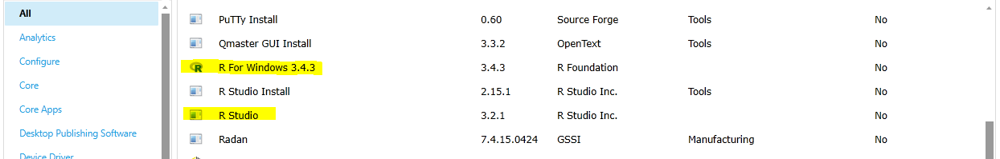 All
Analytics
Configure
Core
Core Apps
Desktop Publishing Software
Device Driver
PuTTy Install 0.60 Source Forge Tools No
Qmaster GUI Install 3.3.2 OpenText Tools No
R For Windows 3.4.3 3.4.3 R Foundation No
R Studio Install 2.15.1 R Studio Inc. Tools No
R Studio 3.2.1 R Studio Inc. No
Radan 7.4.15.0424 GSSI Manufacturing No